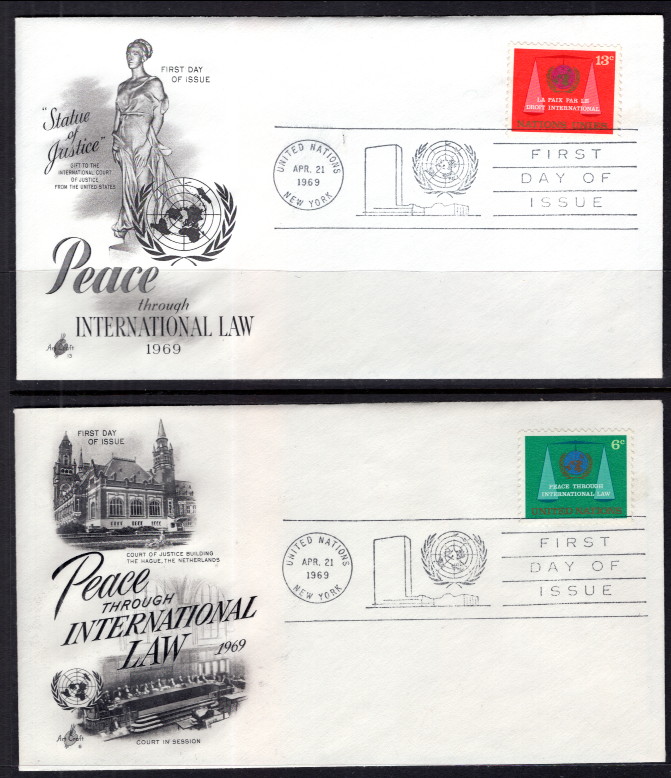 FIRST DAY
OF ISSUE
"Statue
of
Justice"
GIFT TO THE
INTERNATIONAL COURT
OF JUSTICE
FROM THE UNITED STATES
Peace
through
INTERNATIONAL LAW
1969
Art Craft
13c
LA PAIX PAR LE
DROIT INTERNATIONAL
NATIONS UNIES
UNITED NATIONS
APR. 21
1969
NEW YORK
FIRST
DAY OF
ISSUE
FIRST DAY
OF ISSUE
COURT OF JUSTICE BUILDING
THE HAGUE, THE NETHERLANDS
Peace
THROUGH
INTERNATIONAL
LAW 1969
Art Craft
COURT IN SESSION
6c
PEACE THROUGH
INTERNATIONAL LAW
UNITED NATIONS
UNITED NATIONS
APR. 21
1969
NEW YORK
FIRST
DAY OF
ISSUE